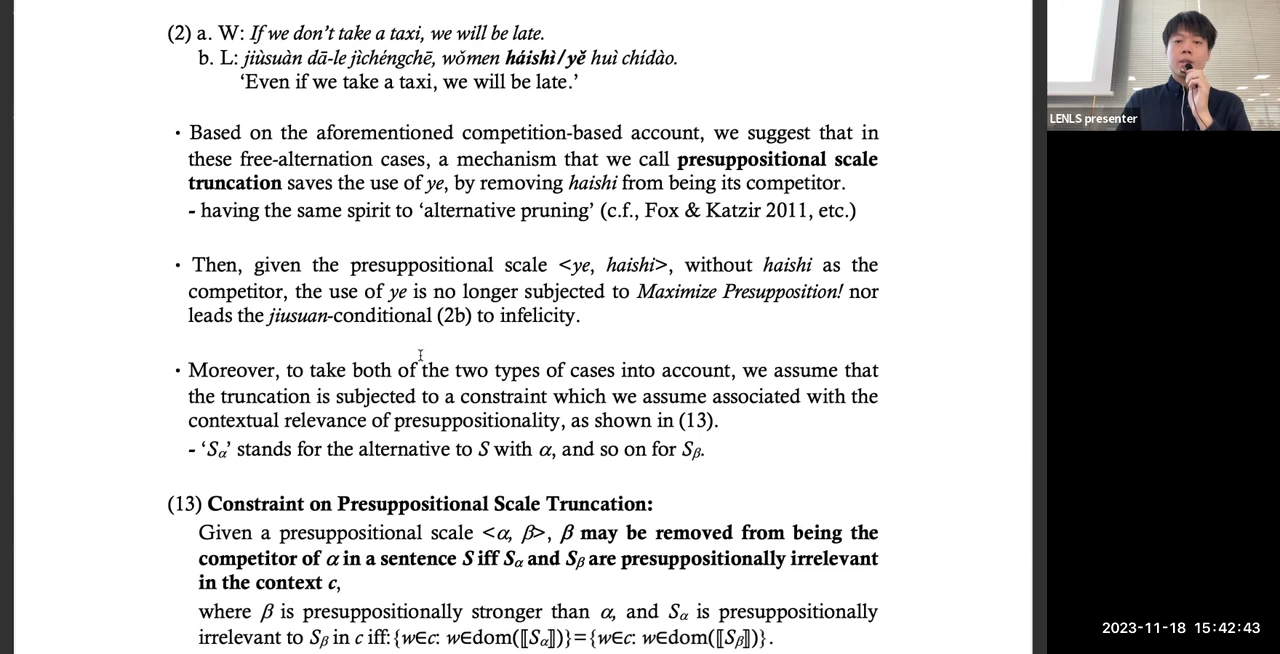 (2) a. W: If we don't take a taxi, we will be late.
b. L: jiùsuàn dā-le jìchéngchē, wǒmen háishì/yě huì chídào.
'Even if we take a taxi, we will be late.'
· Based on the aforementioned competition-based account, we suggest that in
these free-alternation cases, a mechanism that we call presuppositional scale
truncation saves the use of ye, by removing haishi from being its competitor.
- having the same spirit to 'alternative pruning' (c.f., Fox & Katzir 2011, etc.)
· Then, given the presuppositional scale <ye, haishi>, without haishi as the
competitor, the use of ye is no longer subjected to Maximize Presupposition! nor
leads the jiusuan-conditional (2b) to infelicity.
· Moreover, to take both of the two types of cases into account, we assume that
the truncation is subjected to a constraint which we assume associated with the
contextual relevance of presuppositionality, as shown in (13).
- 'Sα' stands for the alternative to S with α, and so on for Sβ.
(13) Constraint on Presuppositional Scale Truncation:
Given a presuppositional scale <α, β>, β may be removed from being the
competitor of α in a sentence S iff Sα and Sβ are presuppositionally irrelevant
in the context c,
where β is presuppositionally stronger than α, and Sα is presuppositionally
irrelevant to Sβ in c iff: {w∈c: w∈dom(⟦Sα⟧)}={w∈c: w∈dom(⟦Sβ⟧)}.
LENLS presenter
2023-11-18 15:42:43